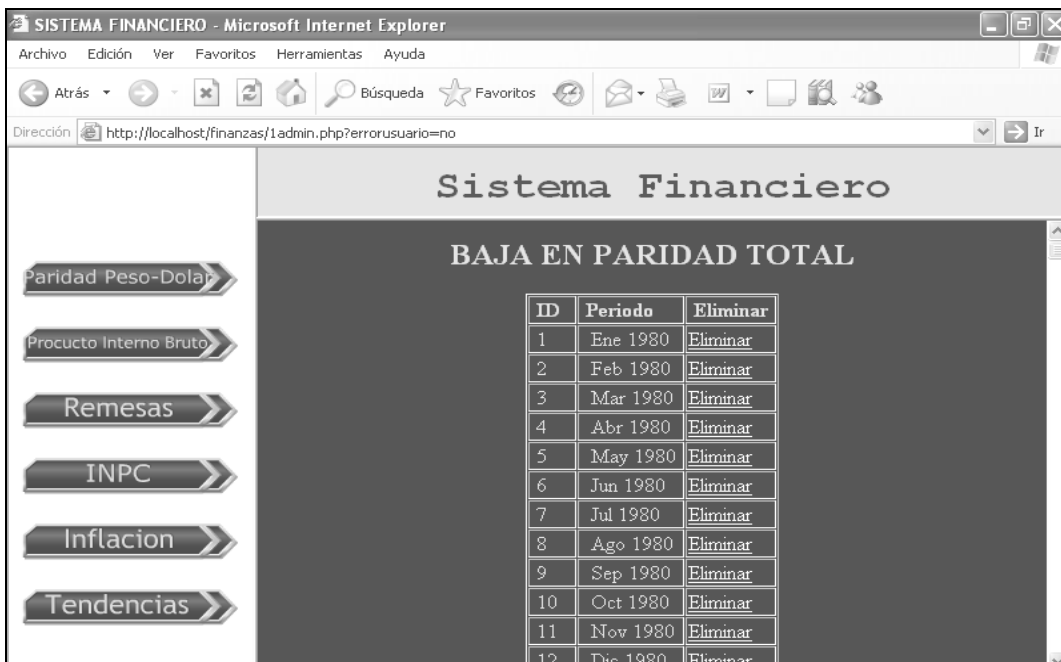 SISTEMA FINANCIERO - Microsoft Internet Explorer
Archivo Edición Ver Favoritos Herramientas Ayuda
Atrás Búsqueda Favoritos
Dirección http://localhost/finanzas/1admin.php?errorusuario=no Ir
Sistema Financiero
Paridad Peso-Dolar
Procucto Interno Bruto
Remesas
INPC
Inflacion
Tendencias
BAJA EN PARIDAD TOTAL
ID Periodo Eliminar
1 Ene 1980 Eliminar
2 Feb 1980 Eliminar
3 Mar 1980 Eliminar
4 Abr 1980 Eliminar
5 May 1980 Eliminar
6 Jun 1980 Eliminar
7 Jul 1980 Eliminar
8 Ago 1980 Eliminar
9 Sep 1980 Eliminar
10 Oct 1980 Eliminar
11 Nov 1980 Eliminar
12 Dic 1980 Eliminar